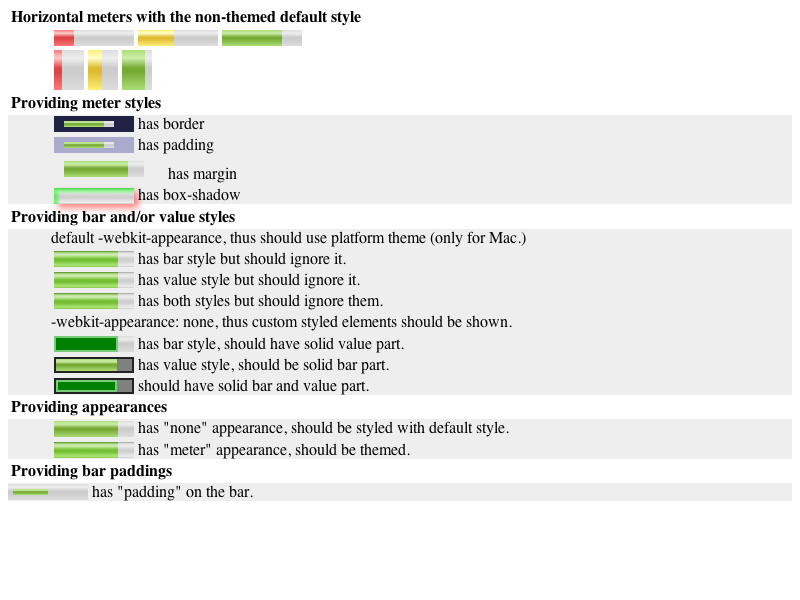 Horizontal meters with the non-themed default style
Providing meter styles
has border
has padding
has margin
has box-shadow
Providing bar and/or value styles
default -webkit-appearance, thus should use platform theme (only for Mac.)
has bar style but should ignore it.
has value style but should ignore it.
has both styles but should ignore them.
-webkit-appearance: none, thus custom styled elements should be shown.
has bar style, should have solid value part.
has value style, should be solid bar part.
should have solid bar and value part.
Providing appearances
has "none" appearance, should be styled with default style.
has "meter" appearance, should be themed.
Providing bar paddings
has "padding" on the bar.